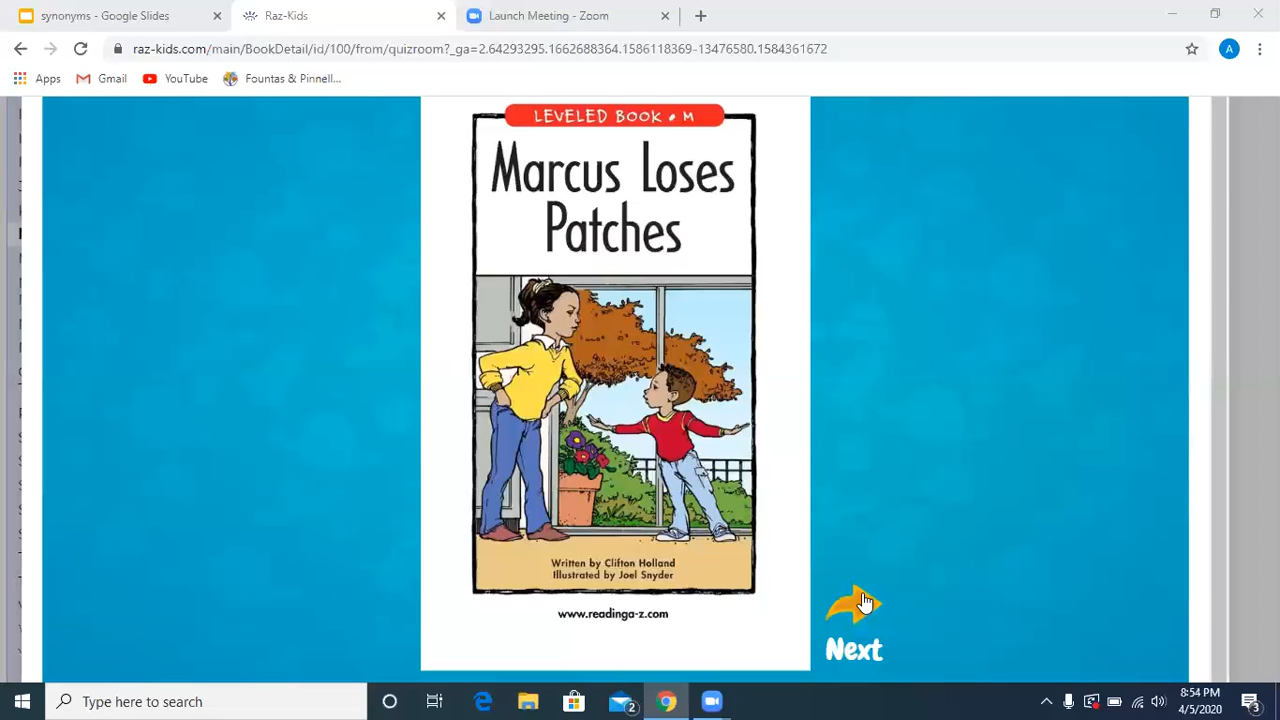 synonyms - Google Slides
Raz-Kids
Launch Meeting - Zoom
raz-kids.com/main/BookDetail/id/100/from/quizroom?_ga=2.64293295.1662688364.1586118369-13476580.1584361672
A
Apps
Gmail
YouTube
Fountas & Pinnell...
LEVELED BOOK • M
Marcus Loses
Patches
Written by Clifton Holland
Illustrated by Joel Snyder
www.readinga-z.com
Next
Type here to search
2
8:54 PM
4/5/2020
3